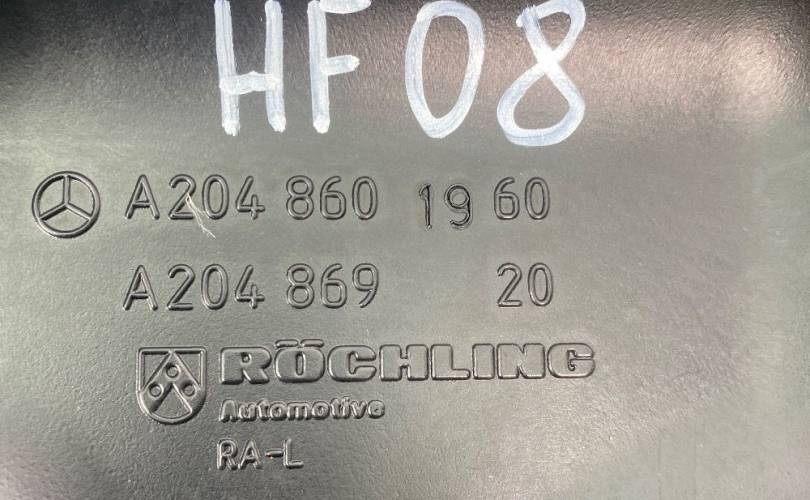 HF08
A204 860 19 60
A204 869 20
RÖCHLING
Automotive
RA-L